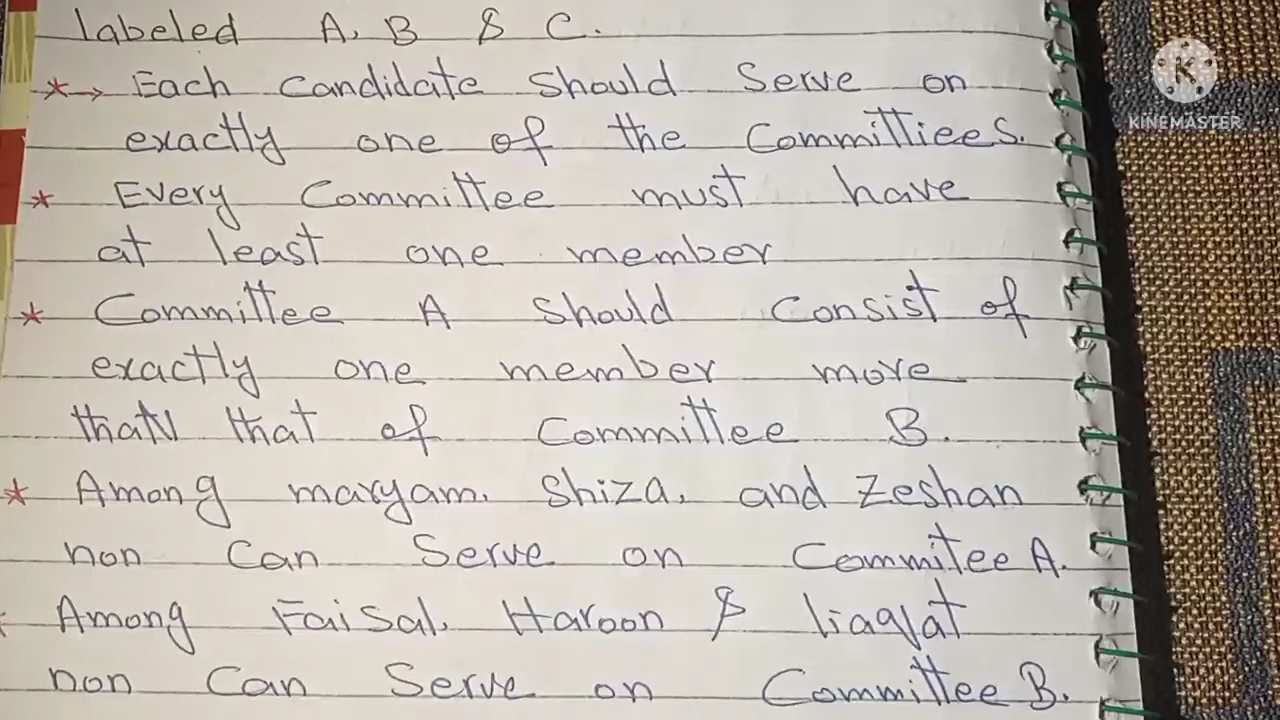 labeled A, B & C.
* → Each candidate should serve on
exactly one of the Committiees.
* Every Committee must have
at least one member
* Committee A should consist of
exactly one member more
than that of Committee B.
* Among maryam, Shiza, and Zeshan
non Can Serve on Commitee A.
* Among Faisal, Haroon & liaqat
non Can Serve on Committee B.
KINEMASTER